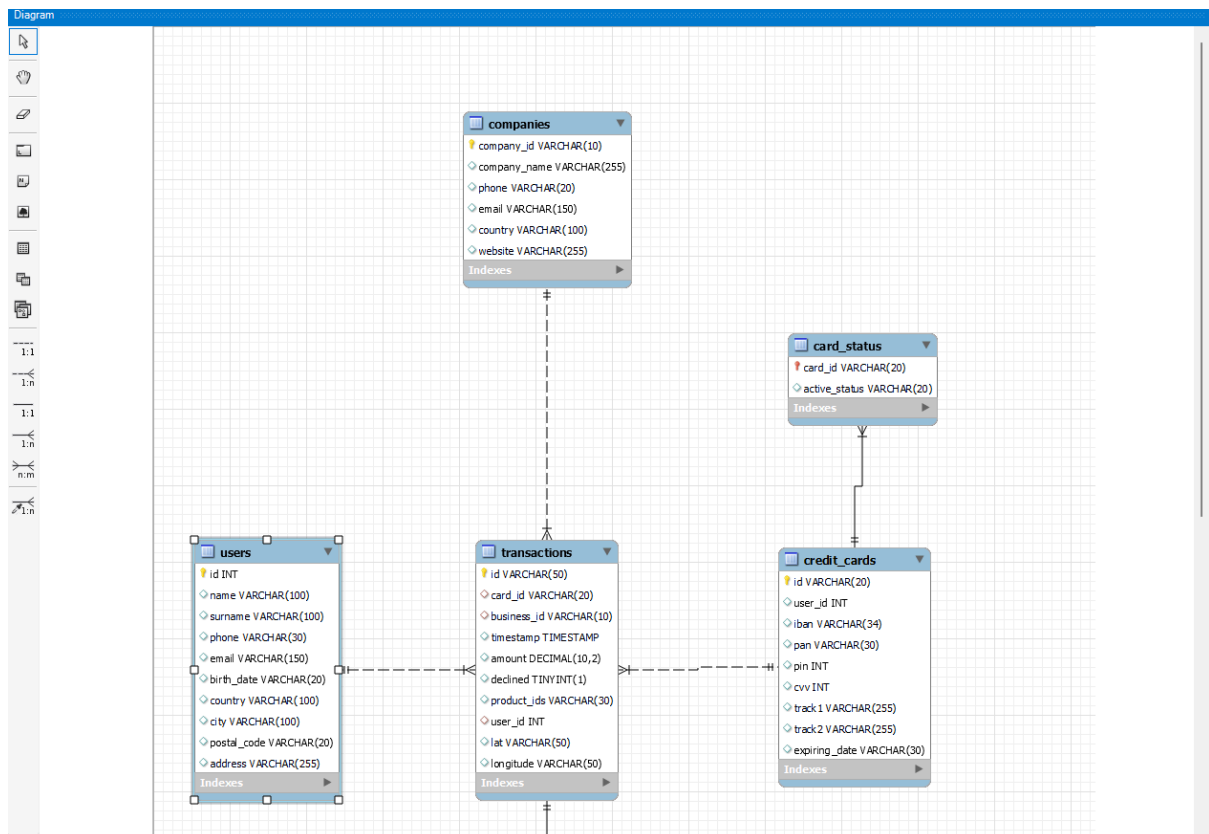 Diagram
1:1
1:n
1:1
1:n
n:m
1:n
companies
company_id VARCHAR(10)
company_name VARCHAR(255)
phone VARCHAR(20)
email VARCHAR(150)
country VARCHAR(100)
website VARCHAR(255)
Indexes
card_status
card_id VARCHAR(20)
active_status VARCHAR(20)
Indexes
users
id INT
name VARCHAR(100)
surname VARCHAR(100)
phone VARCHAR(30)
email VARCHAR(150)
birth_date VARCHAR(20)
country VARCHAR(100)
city VARCHAR(100)
postal_code VARCHAR(20)
address VARCHAR(255)
Indexes
transactions
id VARCHAR(50)
card_id VARCHAR(20)
business_id VARCHAR(10)
timestamp TIMESTAMP
amount DECIMAL(10,2)
declined TINYINT(1)
product_ids VARCHAR(30)
user_id INT
lat VARCHAR(50)
longitude VARCHAR(50)
Indexes
credit_cards
id VARCHAR(20)
user_id INT
iban VARCHAR(34)
pan VARCHAR(30)
pin INT
cvv INT
track1 VARCHAR(255)
track2 VARCHAR(255)
expiring_date VARCHAR(30)
Indexes